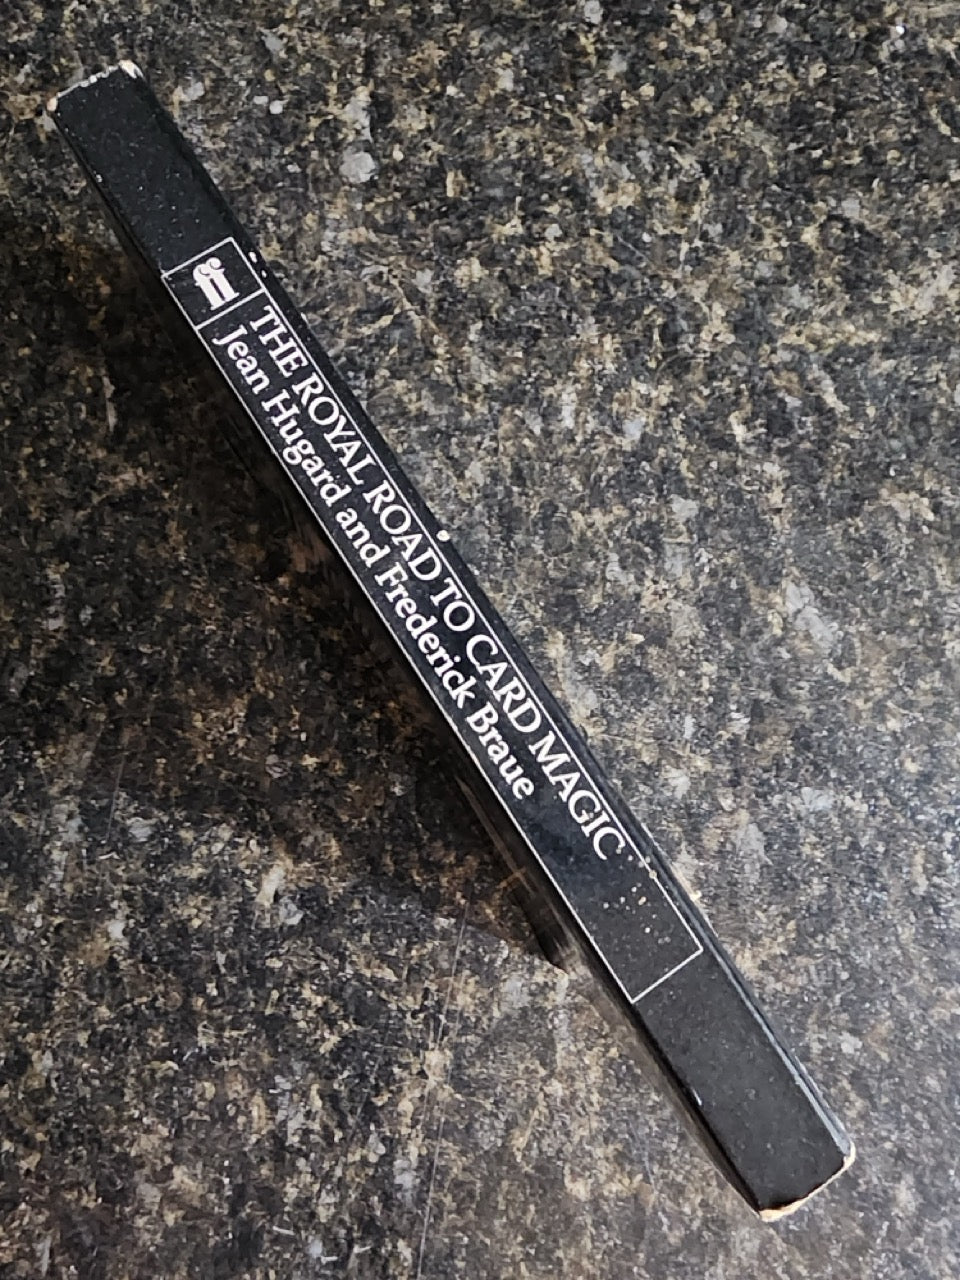 THE ROYAL ROAD TO CARD MAGIC
Jean Hugard and Frederick Braue